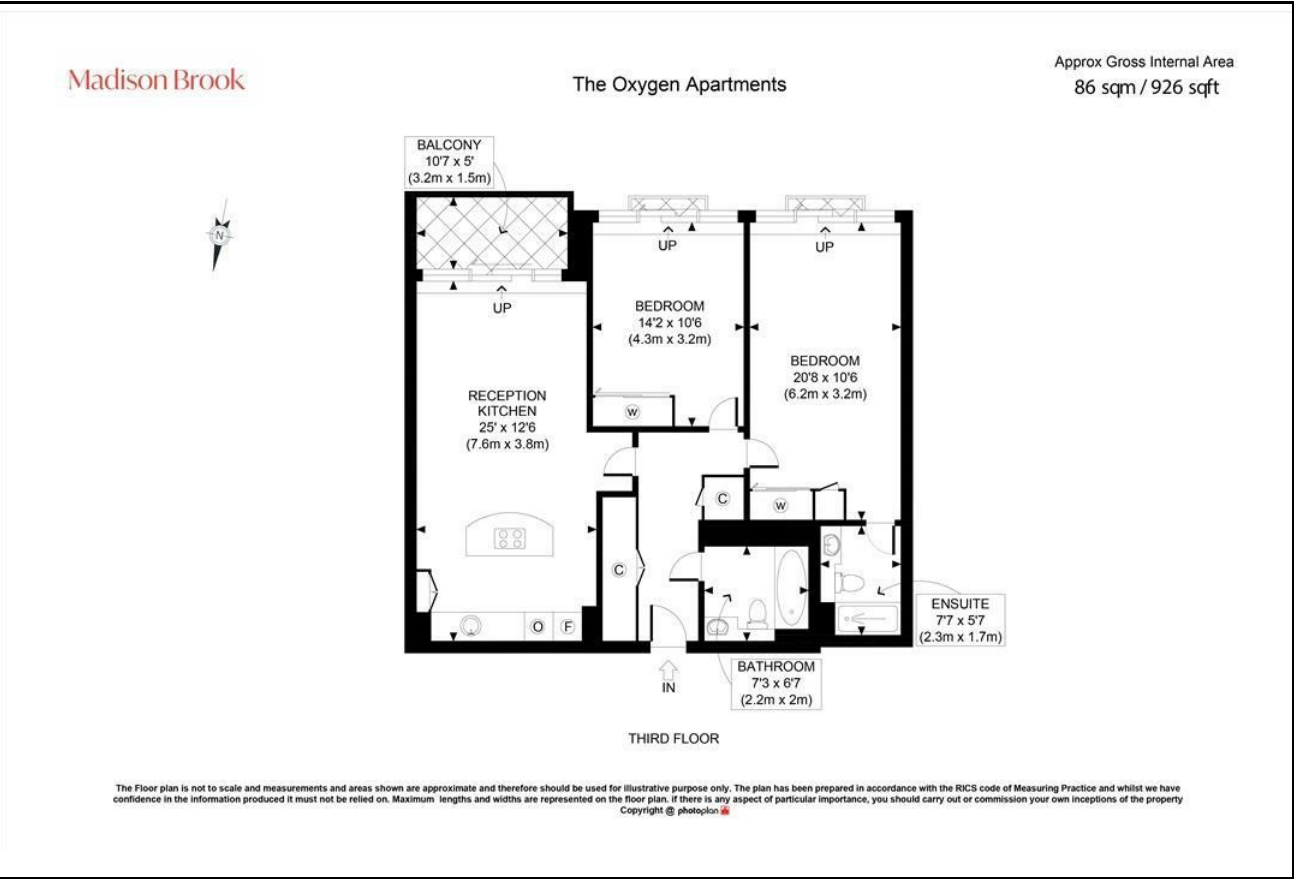 Madison Brook
The Oxygen Apartments
Approx Gross Internal Area
86 sqm / 926 sqft
BALCONY
10'7 x 5'
(3.2m x 1.5m)
N
UP
UP
UP
BEDROOM
14'2 x 10'6
(4.3m x 3.2m)
BEDROOM
20'8 x 10'6
(6.2m x 3.2m)
RECEPTION
KITCHEN
25' x 12'6
(7.6m x 3.8m)
W
W
C
C
O
F
ENSUITE
7'7 x 5'7
(2.3m x 1.7m)
BATHROOM
7'3 x 6'7
(2.2m x 2m)
IN
THIRD FLOOR
The Floor plan is not to scale and measurements and areas shown are approximate and therefore should be used for illustrative purpose only. The plan has been prepared in accordance with the RICS code of Measuring Practice and whilst we have
confidence in the information produced it must not be relied on. Maximum lengths and widths are represented on the floor plan. if there is any aspect of particular importance, you should carry out or commission your own inceptions of the property
Copyright @ photoplan